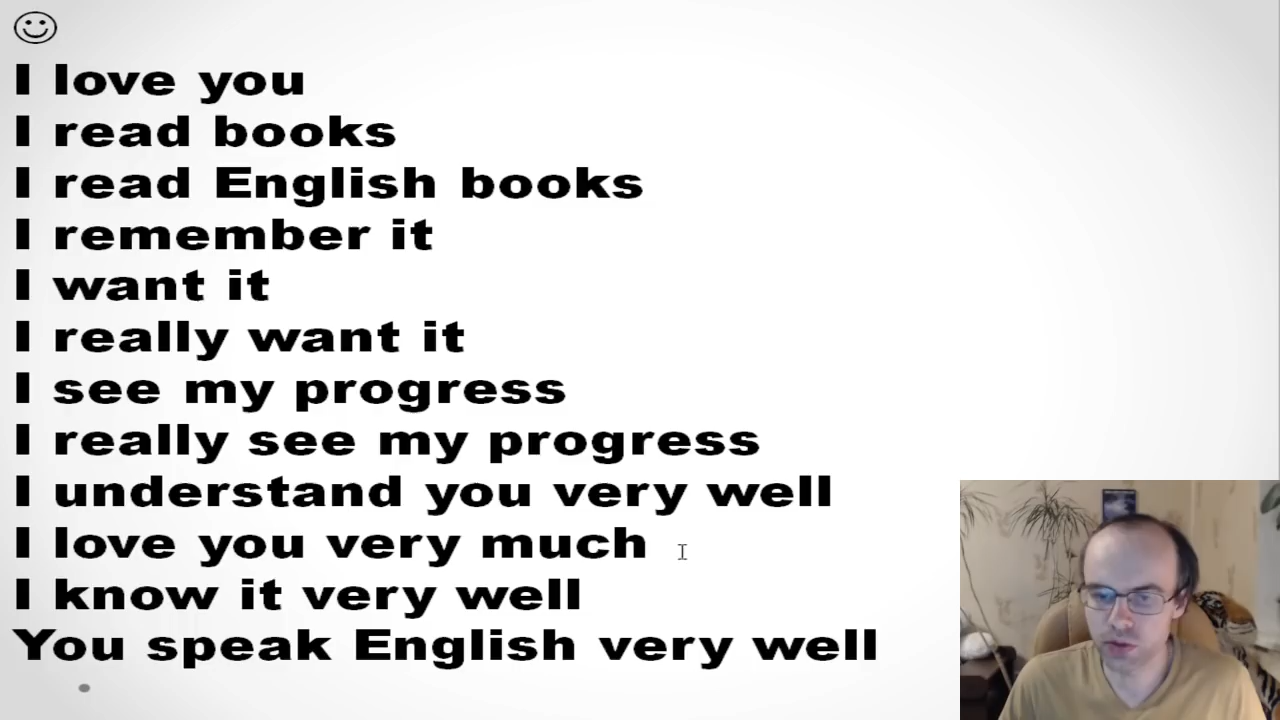 I love you
I read books
I read English books
I remember it
I want it
I really want it
I see my progress
I really see my progress
I understand you very well
I love you very much
I know it very well
You speak English very well